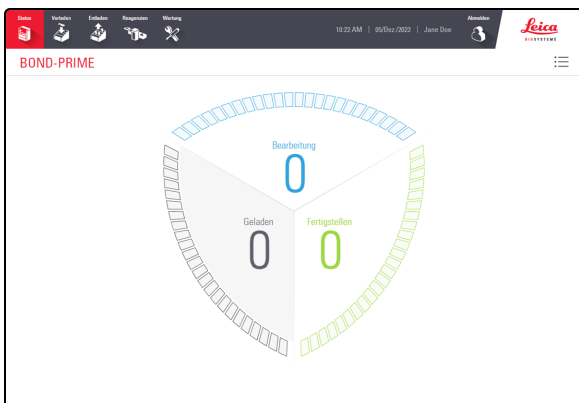 Status Vorladen Entladen Reagenzien Wartung 10:22 AM | 05/Dez./2022 | Jane Doe Abmelden
Leica
BIOSYSTEMS
BOND-PRIME
Bearbeitung
0
Geladen Fertigstellen
0 0